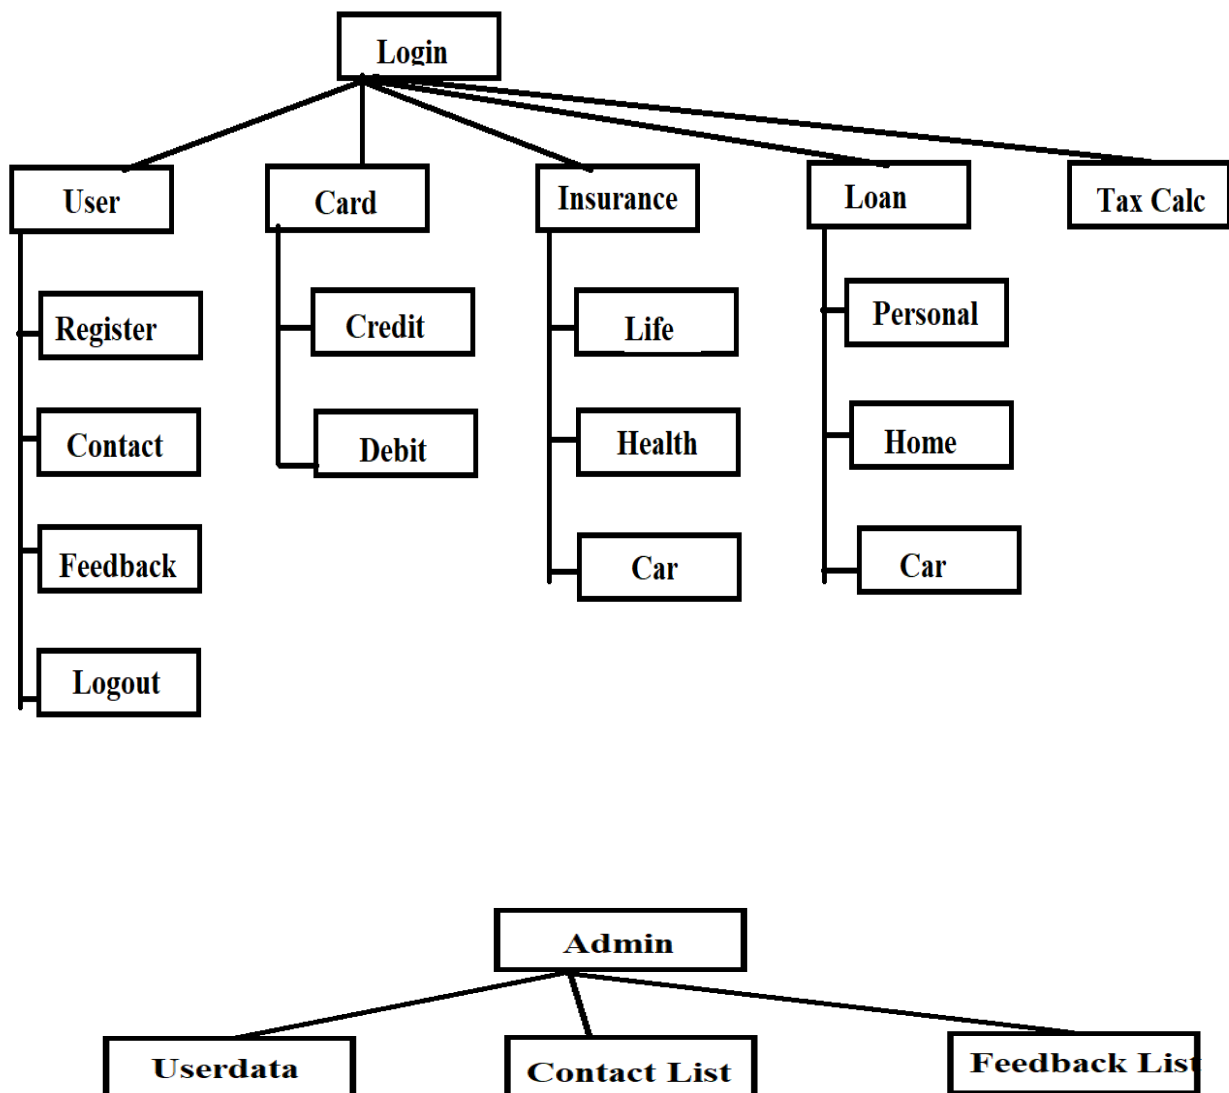 Login
User
Card
Insurance
Loan
Tax Calc
Register
Credit
Life
Personal
Contact
Debit
Health
Home
Feedback
Car
Car
Logout
Admin
Userdata
Contact List
Feedback List